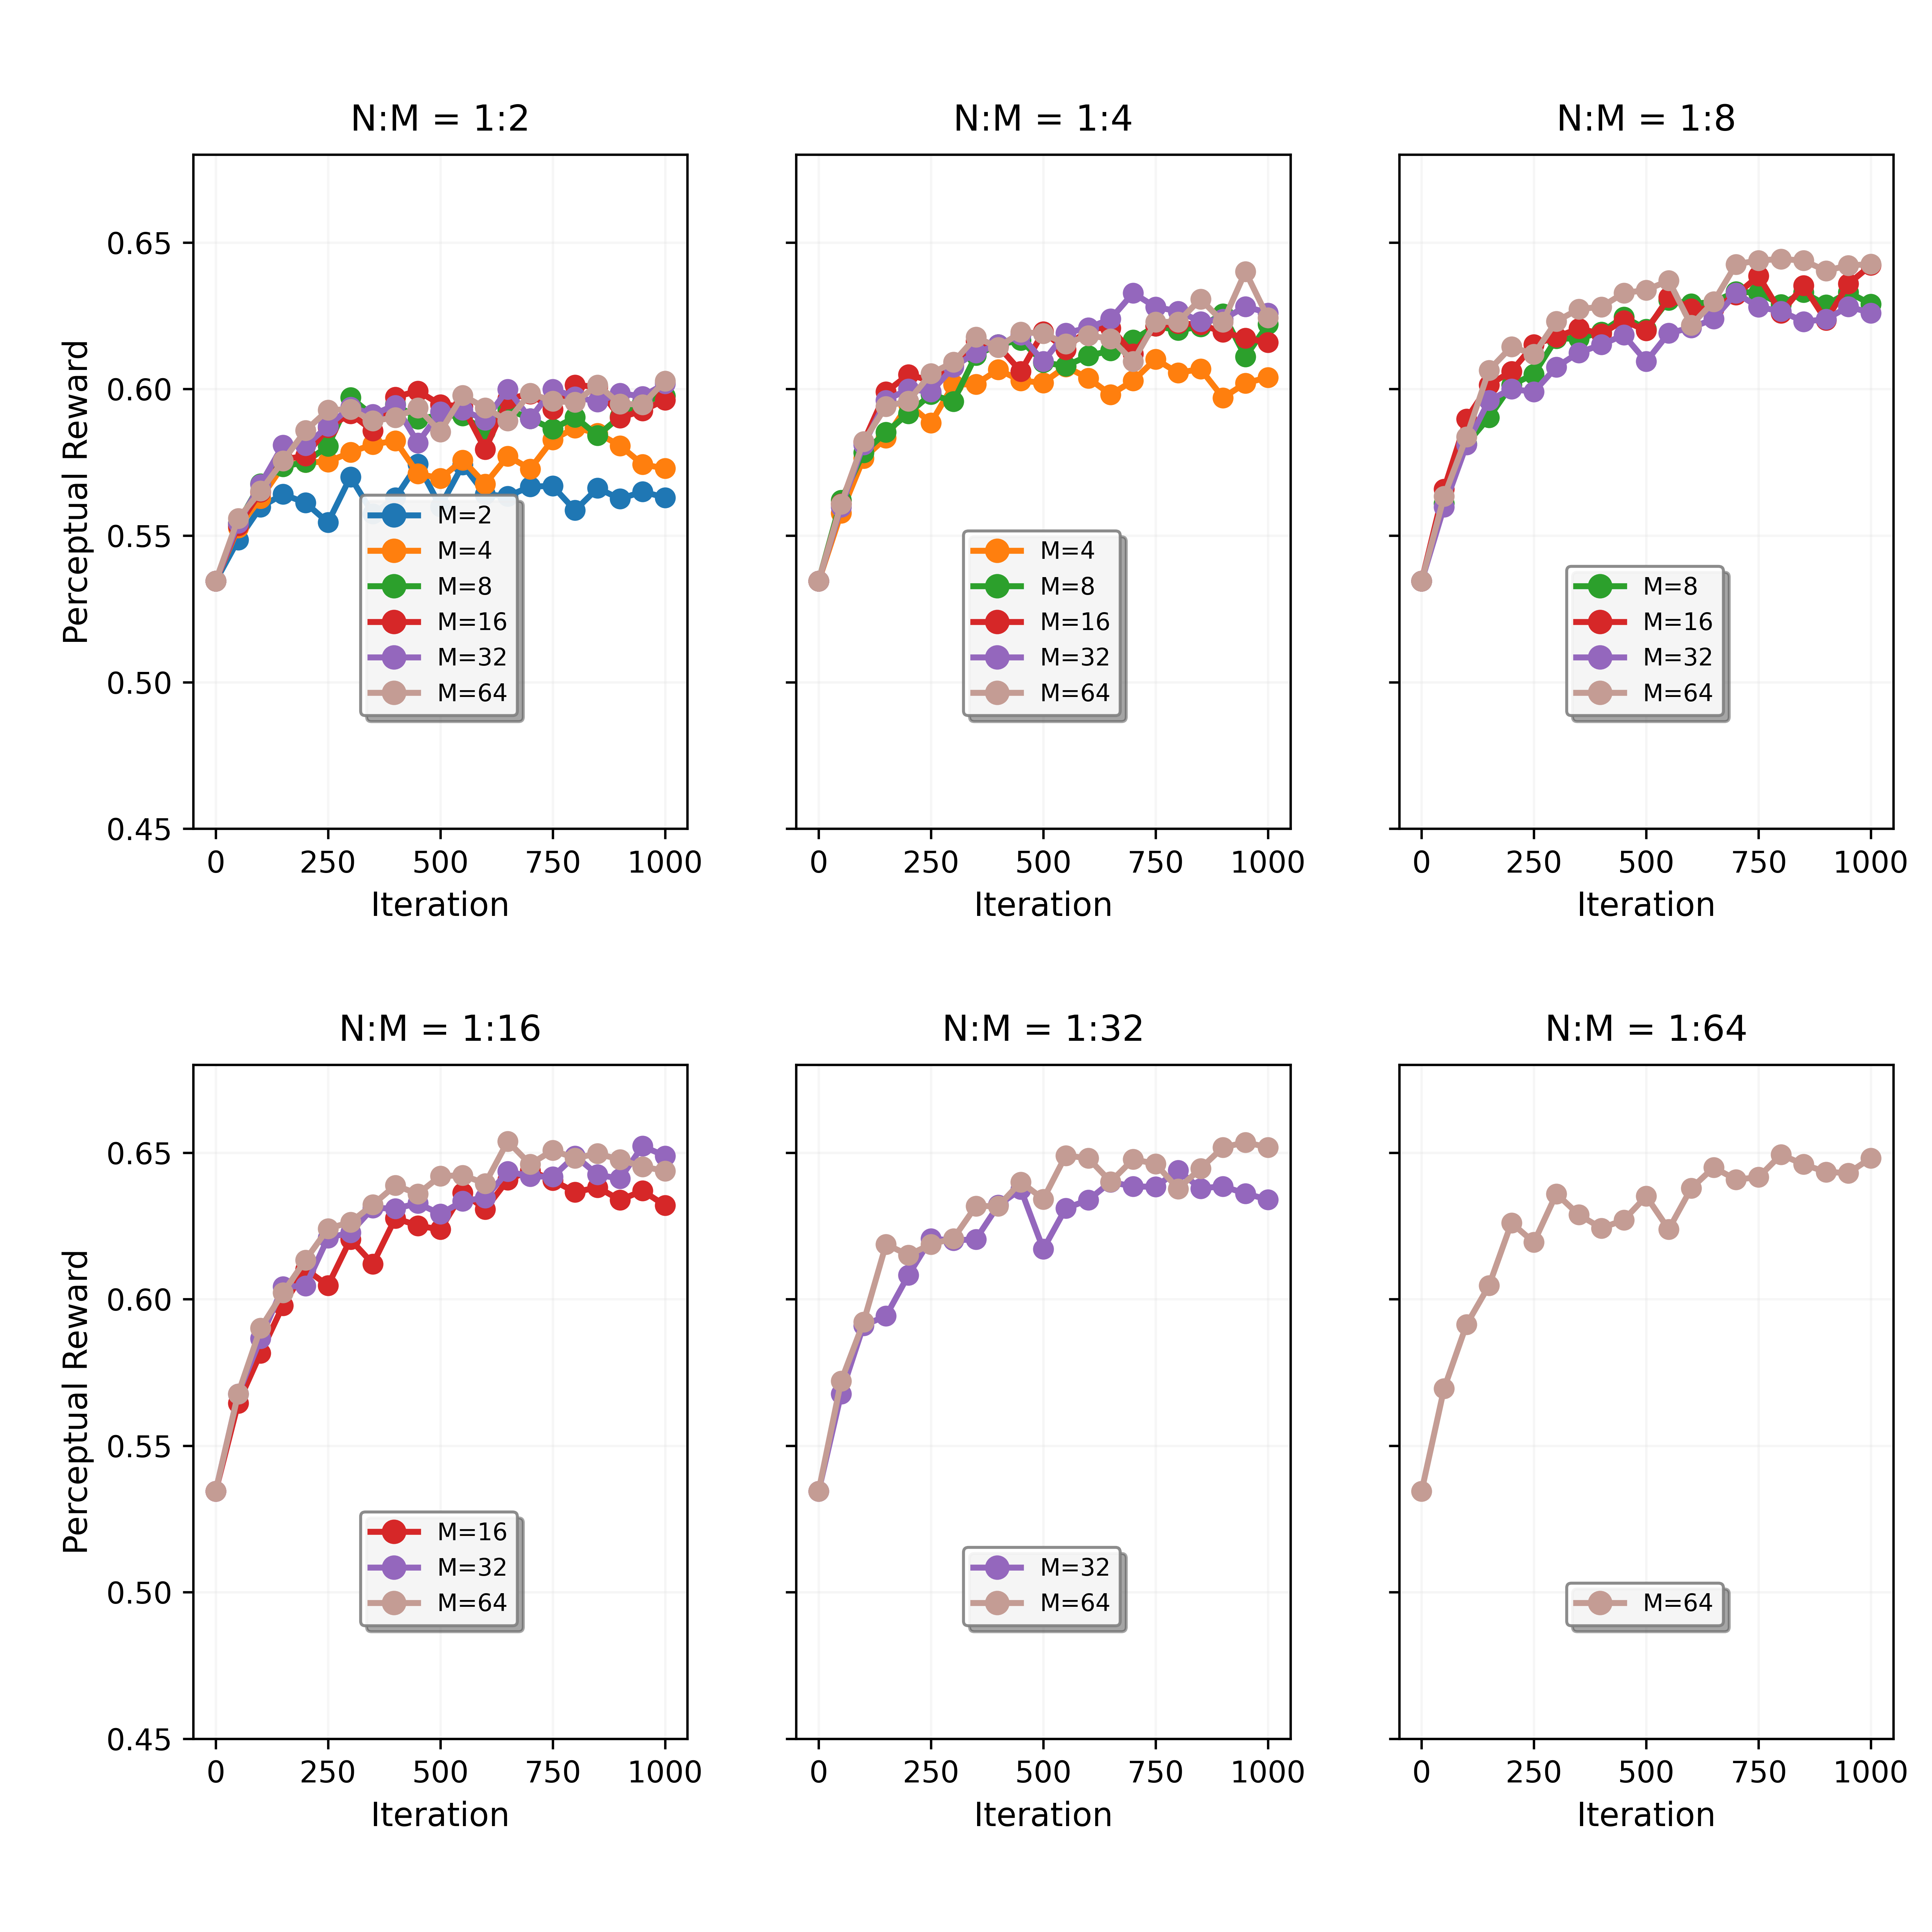 N:M = 1:2
N:M = 1:4
N:M = 1:8
Perceptual Reward
0.65
0.60
0.55
0.50
0.45
M=2
M=4
M=8
M=16
M=32
M=64
M=4
M=8
M=16
M=32
M=64
M=8
M=16
M=32
M=64
0 250 500 750 1000
0 250 500 750 1000
0 250 500 750 1000
Iteration
Iteration
Iteration
N:M = 1:16
N:M = 1:32
N:M = 1:64
Perceptual Reward
0.65
0.60
0.55
0.50
0.45
M=16
M=32
M=64
M=32
M=64
M=64
0 250 500 750 1000
0 250 500 750 1000
0 250 500 750 1000
Iteration
Iteration
Iteration